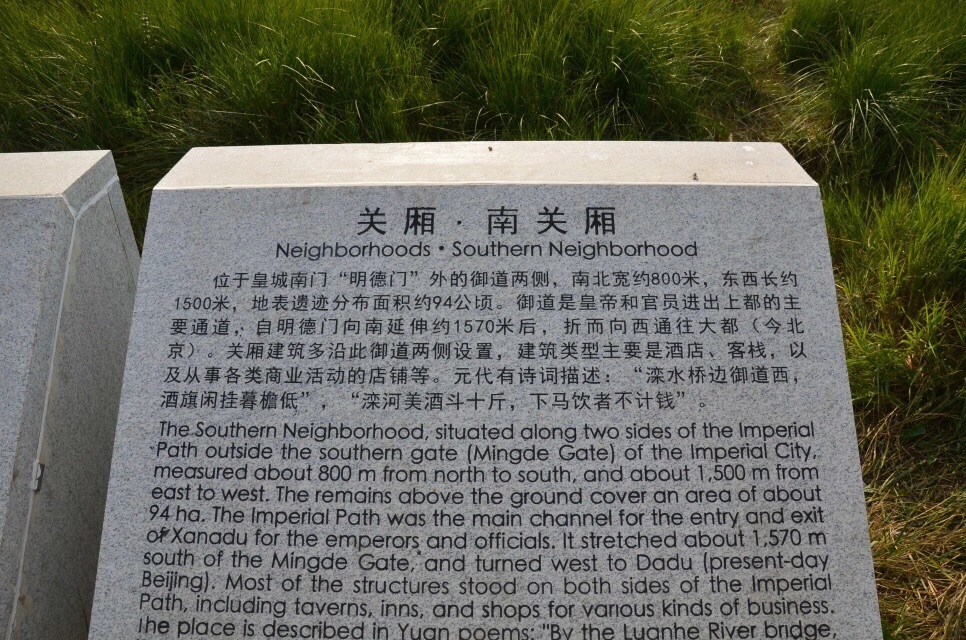 关厢·南关厢
Neighborhoods • Southern Neighborhood
位于皇城南门“明德门”外的御道两侧，南北宽约800米，东西长约
1500米，地表遗迹分布面积约94公顷。御道是皇帝和官员进出上都的主
要通道，自明德门向南延伸约1570米后，折而向西通往大都（今北
京）。关厢建筑多沿此御道两侧设置，建筑类型主要是酒店、客栈，以
及从事各类商业活动的店铺等。元代有诗词描述：“滦水桥边御道西，
酒旗闲挂暮檐低”，“滦河美酒斗十斤，下马饮者不计钱”。
The Southern Neighborhood, situated along two sides of the Imperial
Path outside the southern gate (Mingde Gate) of the Imperial City,
measured about 800 m from north to south, and about 1,500 m from
east to west. The remains above the ground cover an area of about
94 ha. The Imperial Path was the main channel for the entry and exit
of Xanadu for the emperors and officials. It stretched about 1,570 m
south of the Mingde Gate, and turned west to Dadu (present-day
Beijing). Most of the structures stood on both sides of the Imperial
Path, including taverns, inns, and shops for various kinds of business.
The place is described in Yuan poems: "By the Luanhe River bridge,